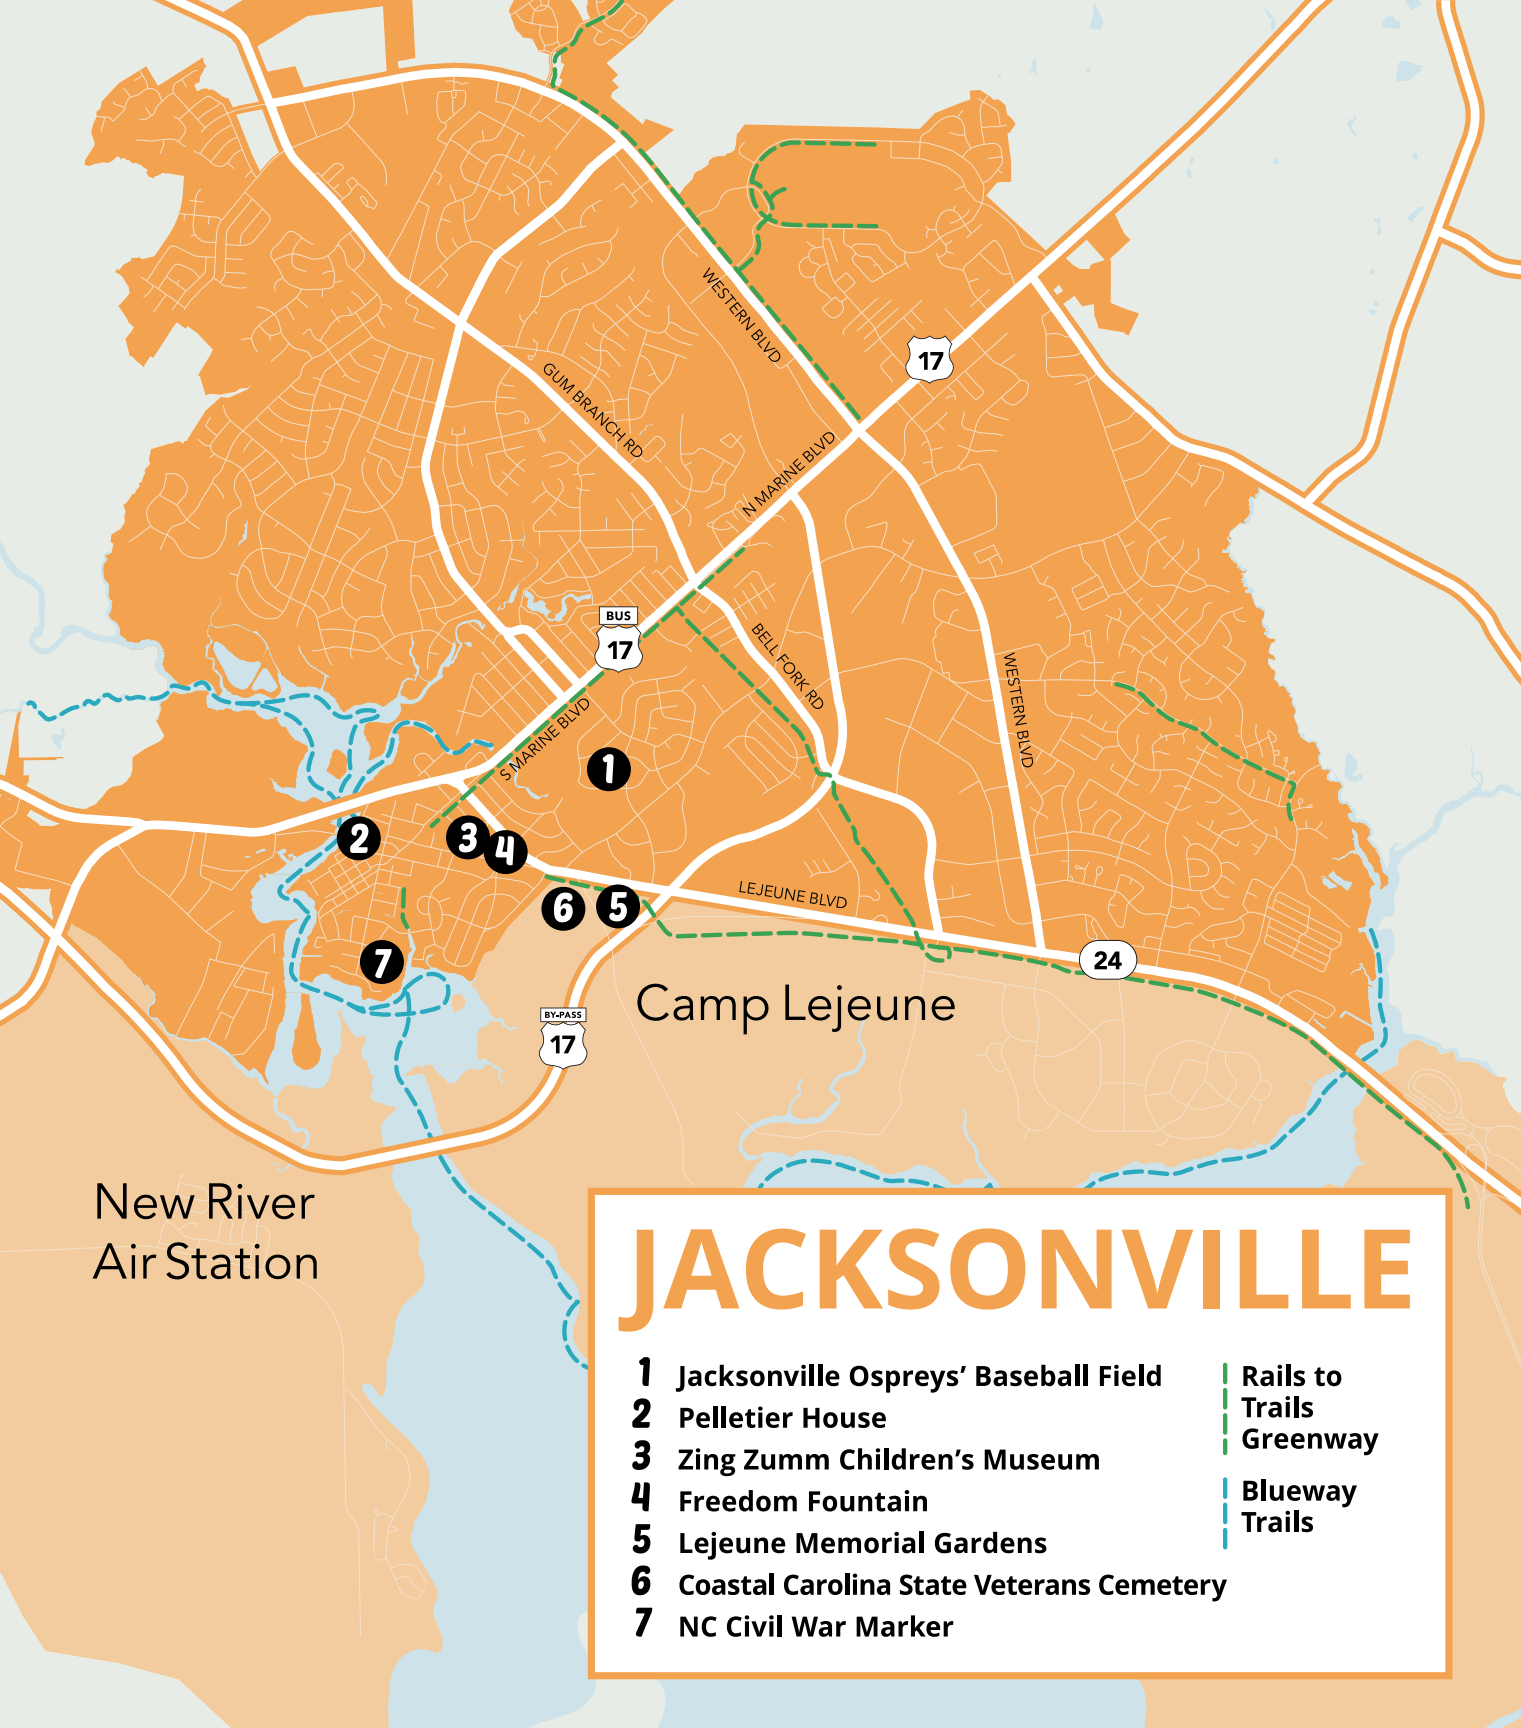 WESTERN BLVD
17
GUM BRANCH RD
N MARINE BLVD
BUS
17
BELL FORK RD
WESTERN BLVD
S MARINE BLVD
1
2
3
4
LEJEUNE BLVD
6
5
7
24
Camp Lejeune
BY-PASS
17
New River
Air Station
JACKSONVILLE
1 Jacksonville Ospreys’ Baseball Field
2 Pelletier House
3 Zing Zumm Children’s Museum
4 Freedom Fountain
5 Lejeune Memorial Gardens
6 Coastal Carolina State Veterans Cemetery
7 NC Civil War Marker
Rails to
Trails
Greenway
Blueway
Trails